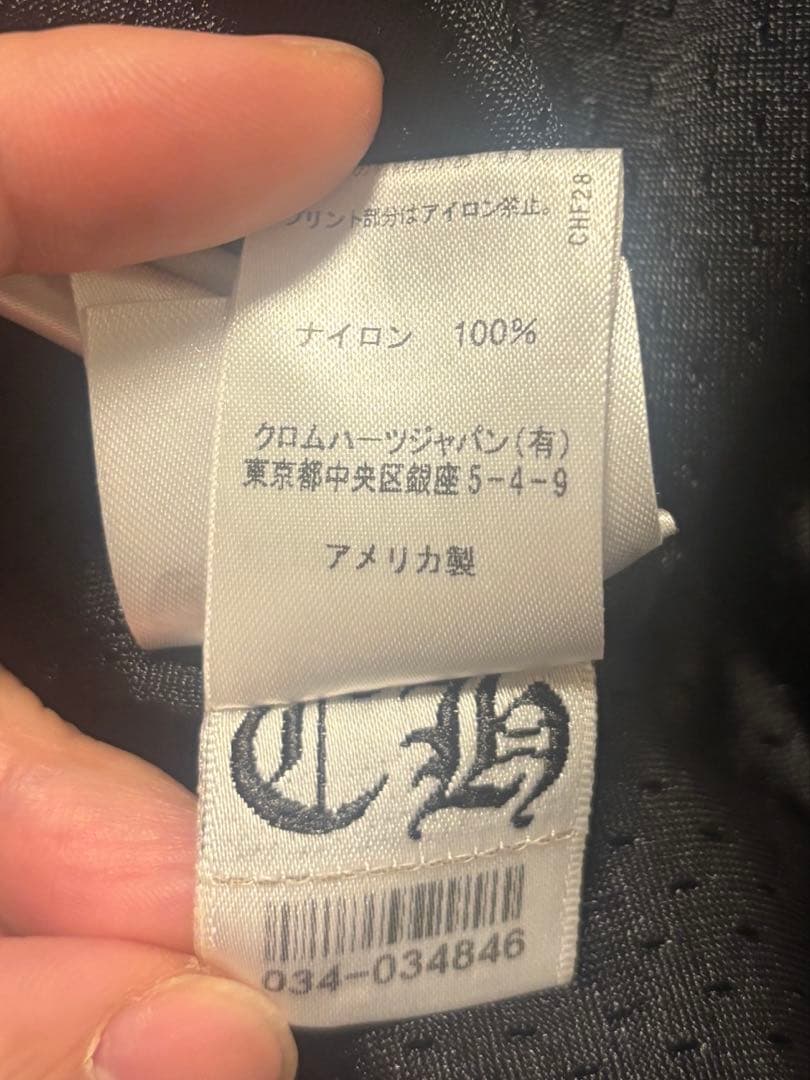 プリント部分はアイロン禁止。
CHF28
ナイロン 100%
クロムハーツジャパン(有)
東京都中央区銀座5-4-9
アメリカ製
CH
034-034846